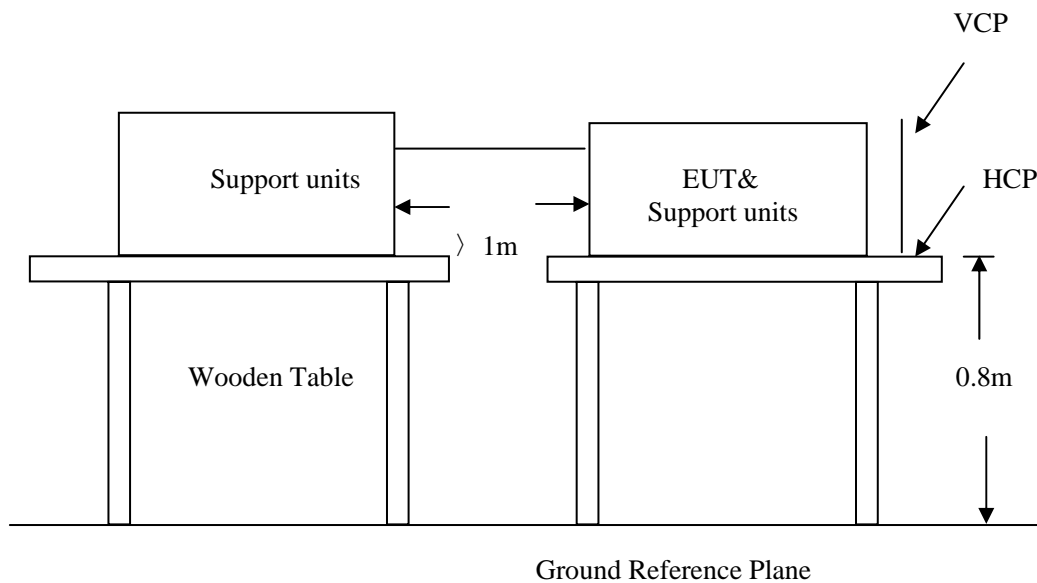 VCP
Support units
EUT&
Support units
HCP
〉 1m
Wooden Table
0.8m
Ground Reference Plane